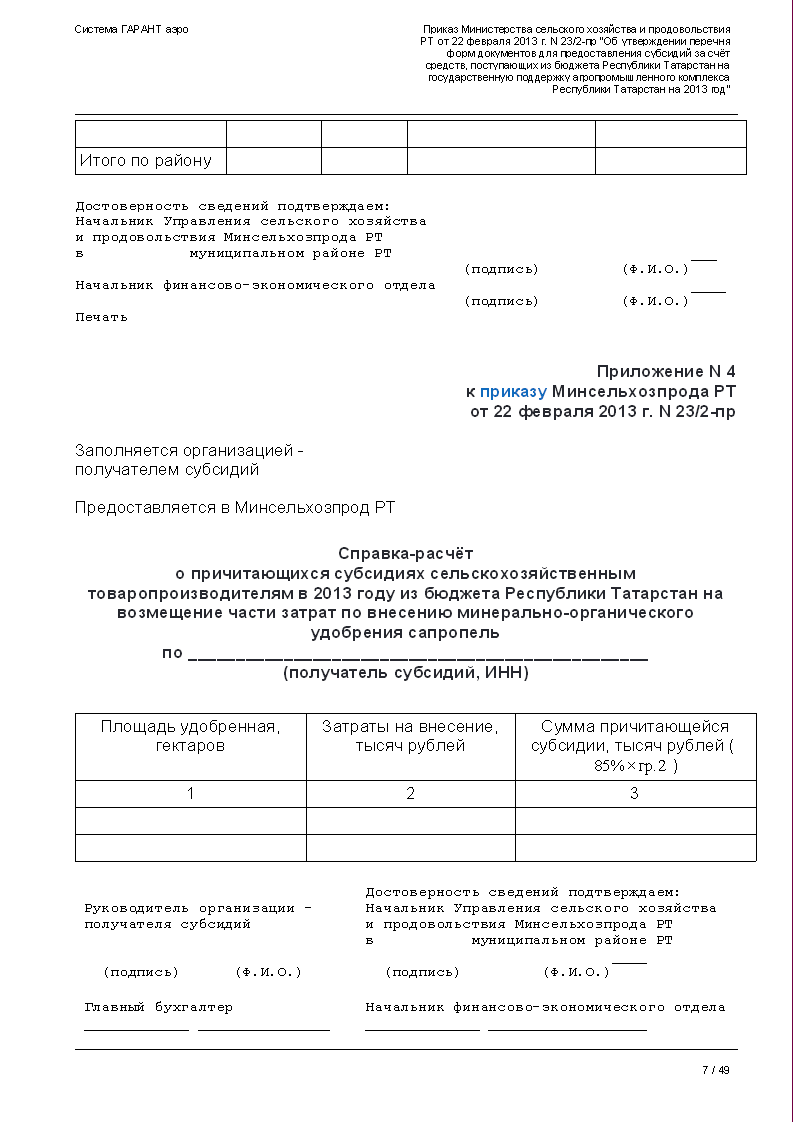 Система ГАРАНТ аэро
Приказ Министерства сельского хозяйства и продовольствия
РТ от 22 февраля 2013 г. N 23/2-пр "Об утверждении перечня
форм документов для предоставления субсидий за счёт
средств, поступающих из бюджета Республики Татарстан на
государственную поддержку агропромышленного комплекса
Республики Татарстан на 2013 год"
Итого по району
Достоверность сведений подтверждаем:
Начальник Управления сельского хозяйства
и продовольствия Минсельхозпрода РТ
в муниципальном районе РТ ___
(подпись) (Ф.И.О.)
Начальник финансово-экономического отдела ____
(подпись) (Ф.И.О.)
Печать
Приложение N 4
к приказу Минсельхозпрода РТ
от 22 февраля 2013 г. N 23/2-пр
Заполняется организацией -
получателем субсидий
Предоставляется в Минсельхозпрод РТ
Справка-расчёт
о причитающихся субсидиях сельскохозяйственным
товаропроизводителям в 2013 году из бюджета Республики Татарстан на
возмещение части затрат по внесению минерально-органического
удобрения сапропель
по ________________________________________________
(получатель субсидий, ИНН)
Площадь удобренная, гектаров
Затраты на внесение, тысяч рублей
Сумма причитающейся субсидии, тысяч рублей ( 85%×гр.2 )
1 2 3
Достоверность сведений подтверждаем:
Руководитель организации - Начальник Управления сельского хозяйства
получателя субсидий и продовольствия Минсельхозпрода РТ
в муниципальном районе РТ
____
(подпись) (Ф.И.О.) (подпись) (Ф.И.О.)
Главный бухгалтер Начальник финансово-экономического отдела
____________ _______________ _____________ __________________
7 / 49